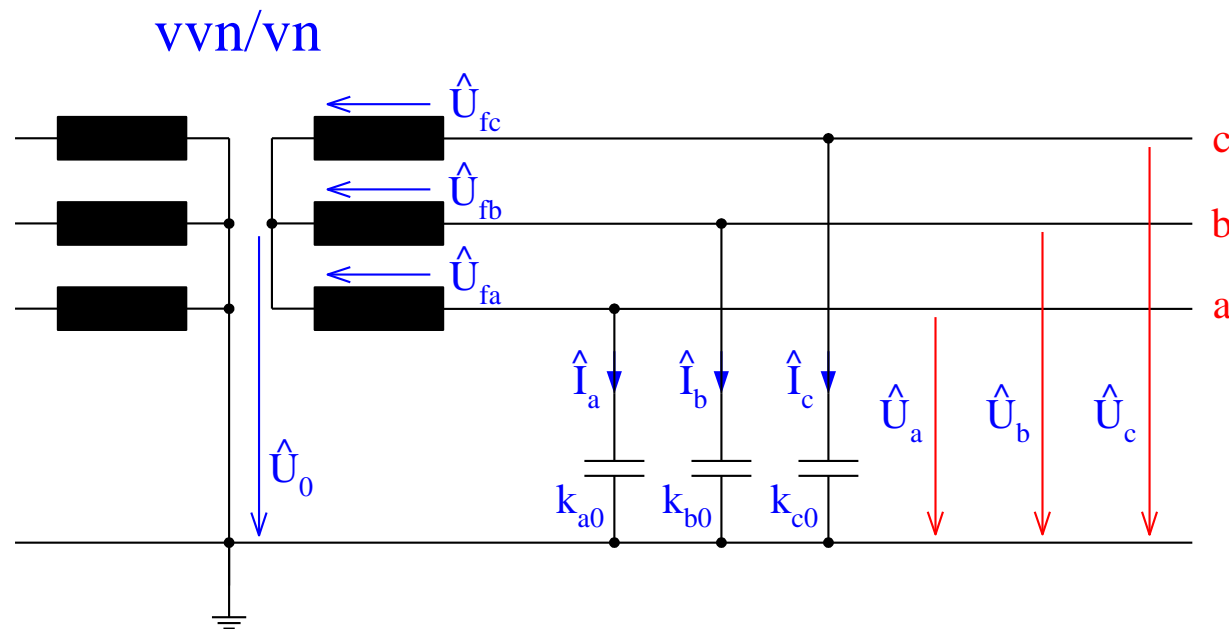 vvn/vn
Û_fc
c
Û_fb
b
Û_fa
a
Î_a Î_b Î_c Û_a Û_b Û_c
Û_0
k_a0 k_b0 k_c0